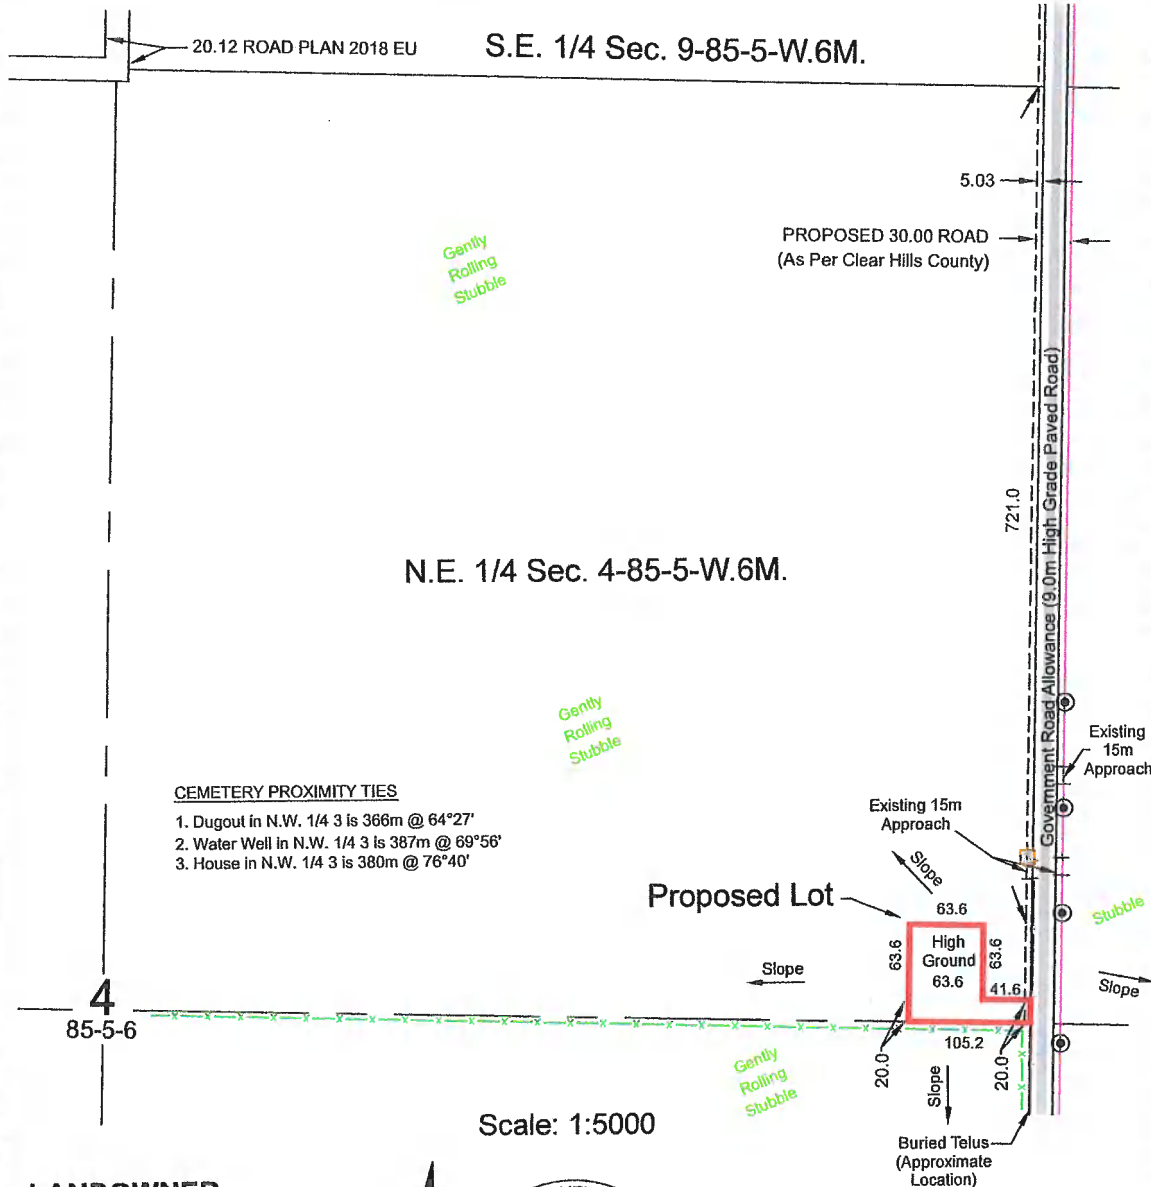 20.12 ROAD PLAN 2018 EU
S.E. 1/4 Sec. 9-85-5-W.6M.
5.03
PROPOSED 30.00 ROAD
(As Per Clear Hills County)
Gently
Rolling
Stubble
Government Road Allowance (9.0m High Grade Paved Road)
721.0
N.E. 1/4 Sec. 4-85-5-W.6M.
Gently
Rolling
Stubble
Existing
15m
Approach
CEMETERY PROXIMITY TIES
1. Dugout in N.W. 1/4 3 is 366m @ 64°27'
2. Water Well in N.W. 1/4 3 is 387m @ 69°56'
3. House in N.W. 1/4 3 is 380m @ 76°40'
Existing 15m
Approach
Slope
Proposed Lot
63.6
63.6
High
Ground
63.6
63.6
41.6
Stubble
Slope
Slope
4
85-5-6
20.0
105.2
20.0
Gently
Rolling
Stubble
Slope
Scale: 1:5000
Buried Telus
(Approximate
Location)
LANDOWNER